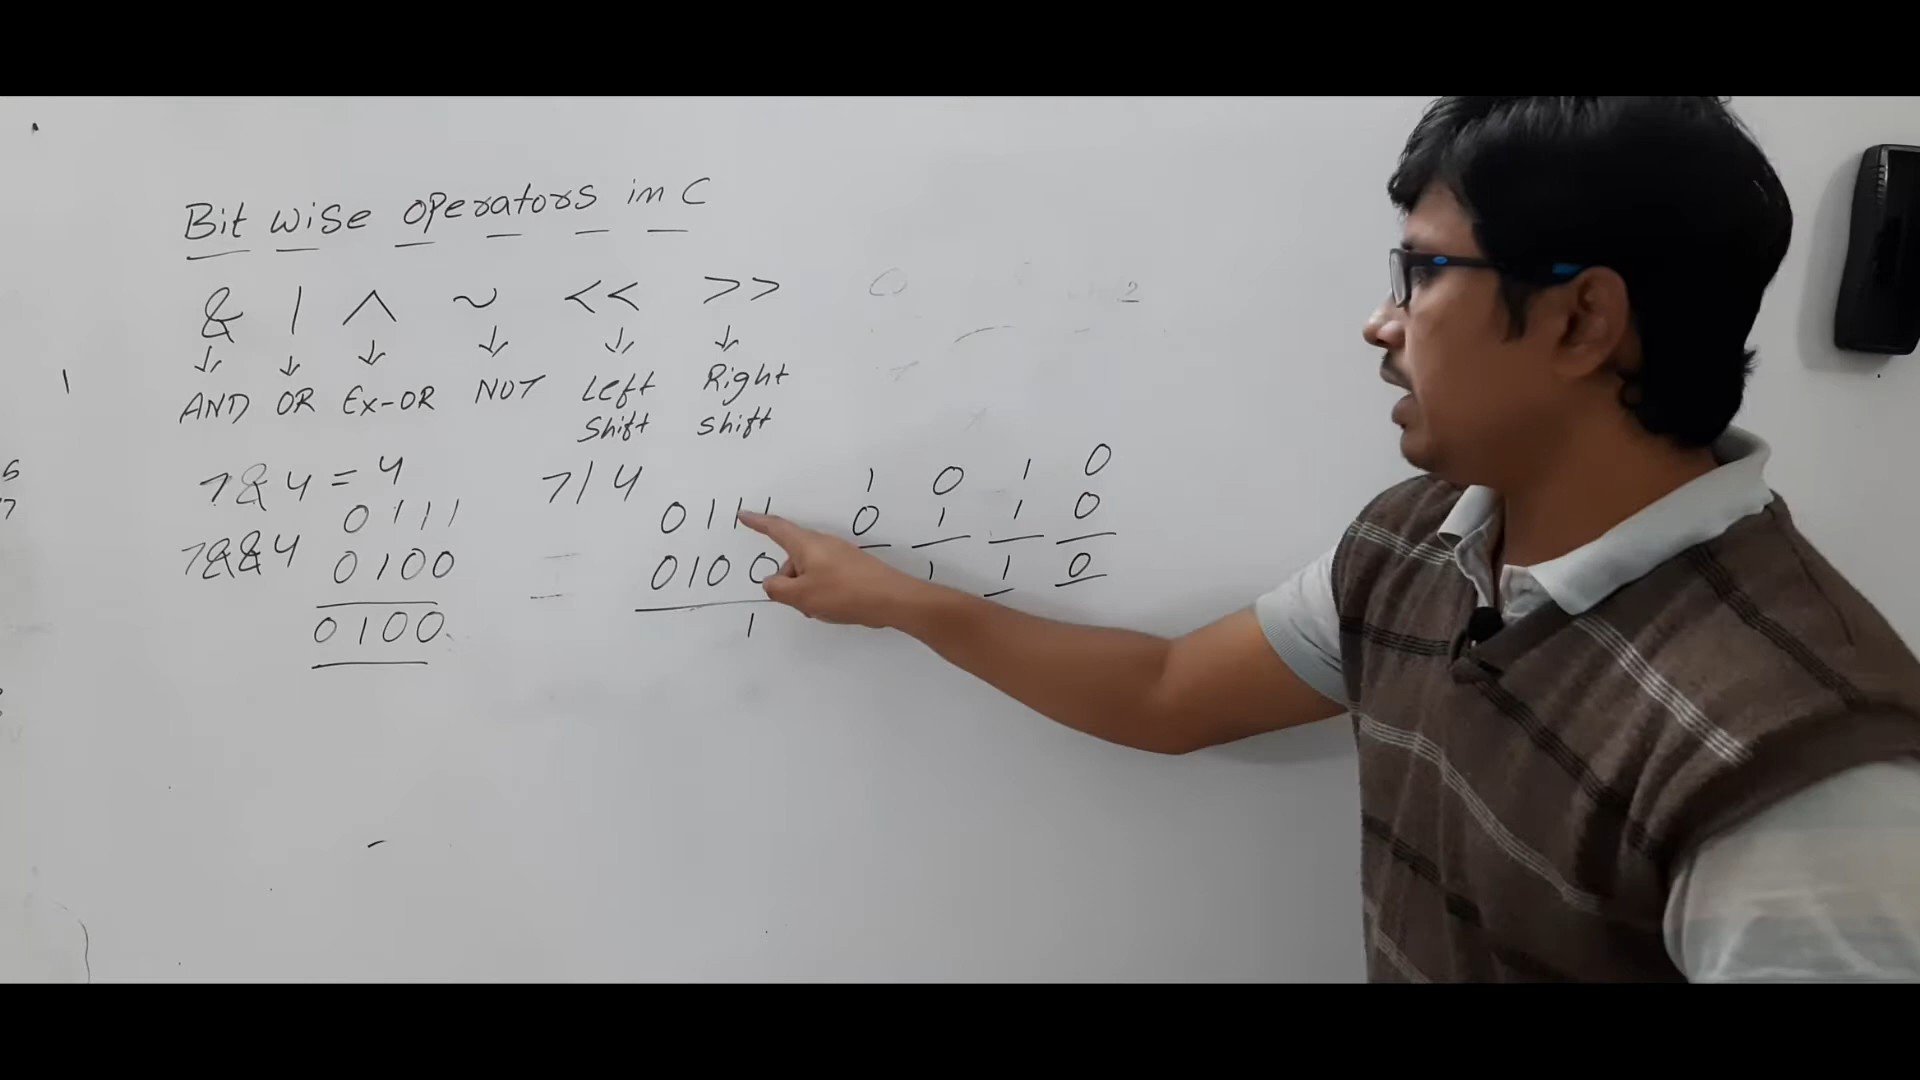 Bit wise operators in C
& | ^ ~ << >>
AND OR Ex-OR NOT Left Shift Right Shift
7 & 4 = 4
0111
7 && 4 0100
0100
7 | 4
0111
= 0100
1
1 0 1 0
0 1 1 0
1 1 0